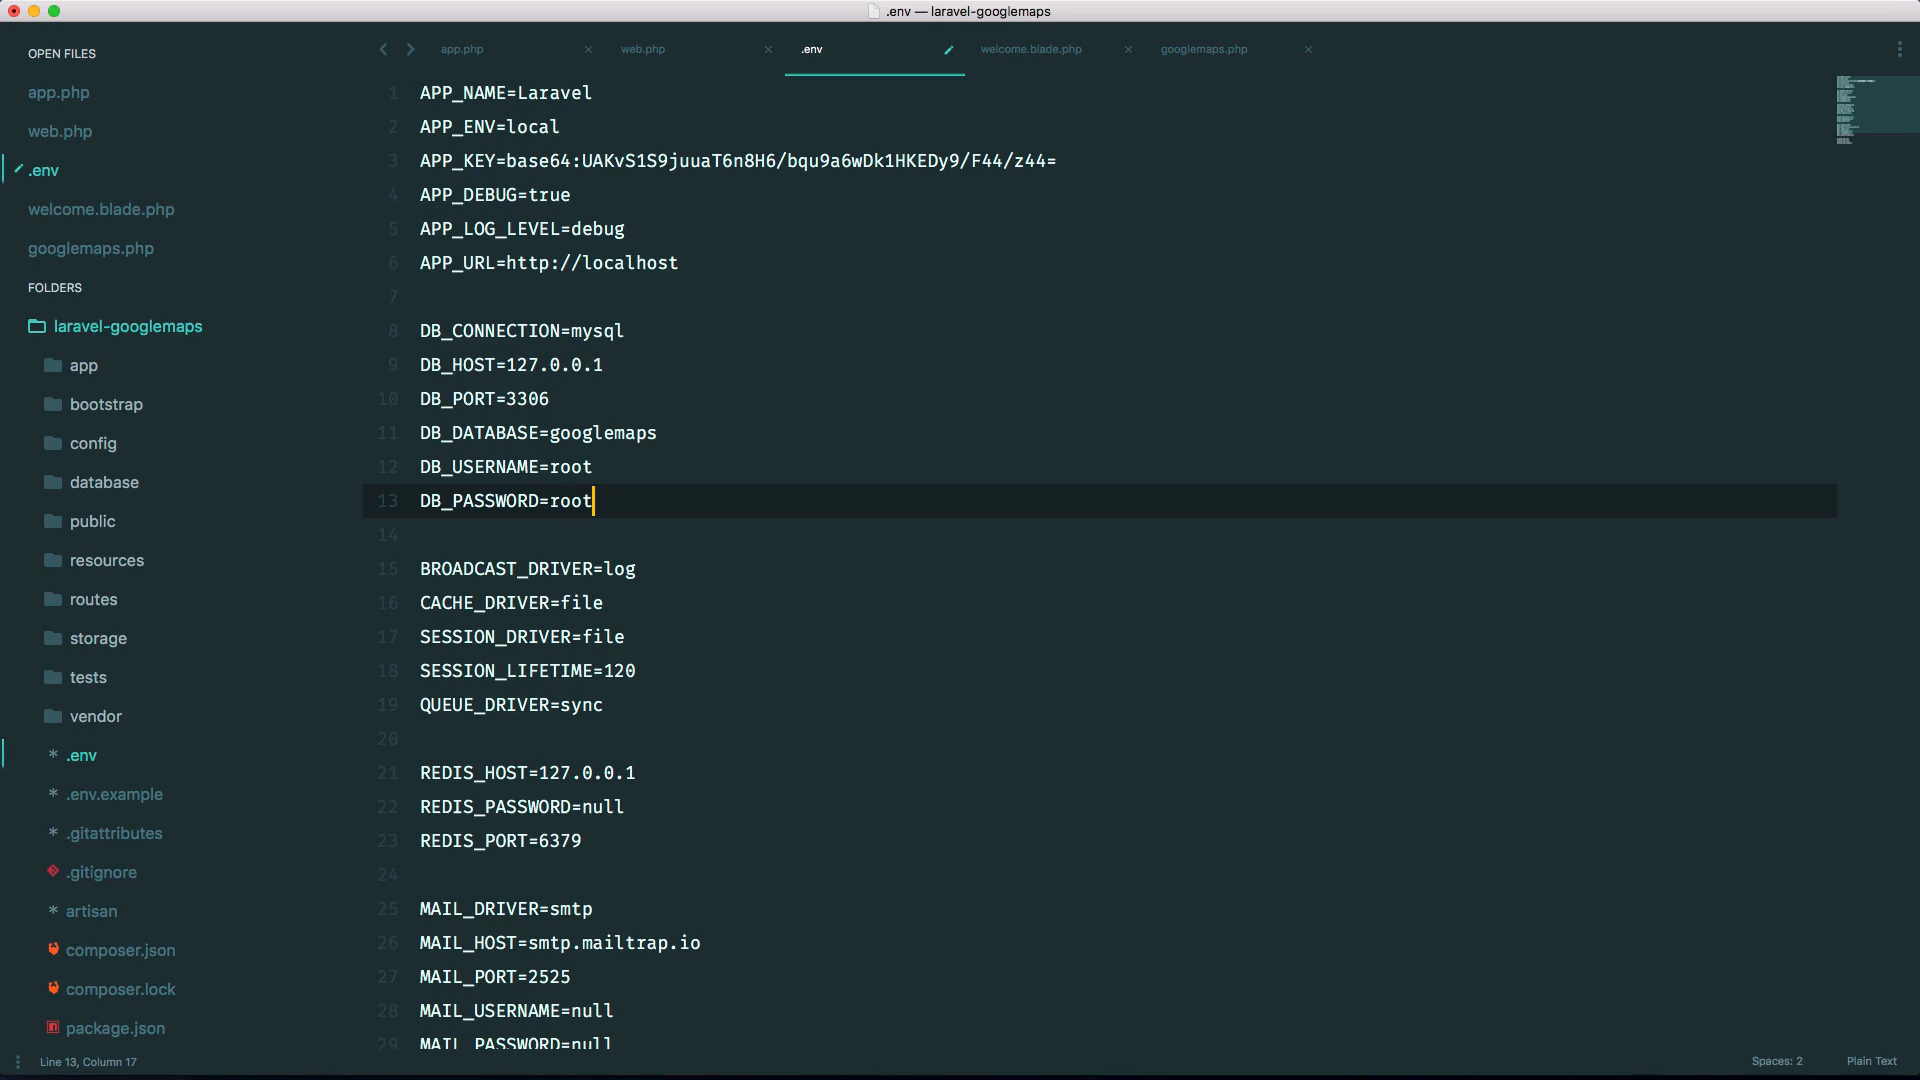 .env — laravel-googlemaps
OPEN FILES
app.php
web.php
.env
welcome.blade.php
googlemaps.php
FOLDERS
laravel-googlemaps
app
bootstrap
config
database
public
resources
routes
storage
tests
vendor
* .env
* .env.example
* .gitattributes
.gitignore
* artisan
composer.json
composer.lock
package.json
app.php
web.php
.env
welcome.blade.php
googlemaps.php
1 APP_NAME=Laravel
2 APP_ENV=local
3 APP_KEY=base64:UAKvS1S9juuaT6n8H6/bqu9a6wDk1HKEDy9/F44/z44=
4 APP_DEBUG=true
5 APP_LOG_LEVEL=debug
6 APP_URL=http://localhost
7
8 DB_CONNECTION=mysql
9 DB_HOST=127.0.0.1
10 DB_PORT=3306
11 DB_DATABASE=googlemaps
12 DB_USERNAME=root
13 DB_PASSWORD=root
14
15 BROADCAST_DRIVER=log
16 CACHE_DRIVER=file
17 SESSION_DRIVER=file
18 SESSION_LIFETIME=120
19 QUEUE_DRIVER=sync
20
21 REDIS_HOST=127.0.0.1
22 REDIS_PASSWORD=null
23 REDIS_PORT=6379
24
25 MAIL_DRIVER=smtp
26 MAIL_HOST=smtp.mailtrap.io
27 MAIL_PORT=2525
28 MAIL_USERNAME=null
29 MAIL_PASSWORD=null
Line 13, Column 17
Spaces: 2
Plain Text